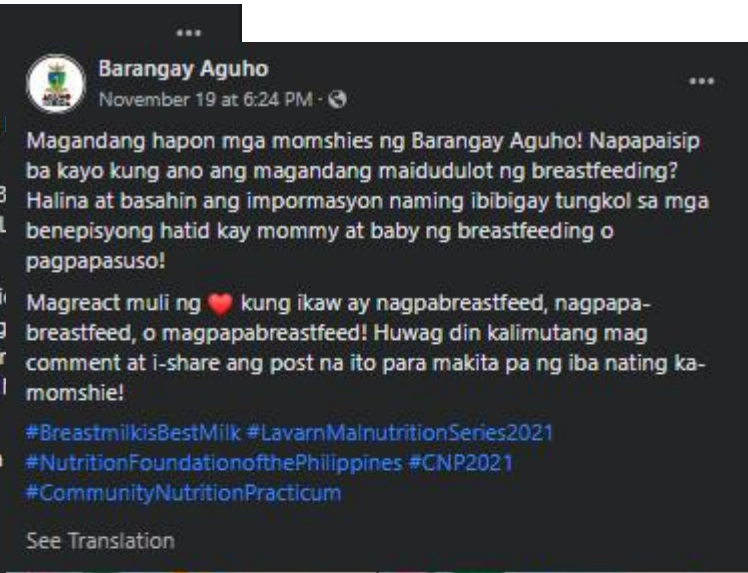 Barangay Aguho
November 19 at 6:24 PM ·
Magandang hapon mga momshies ng Barangay Aguho! Napapaisip
ba kayo kung ano ang magandang maidudulot ng breastfeeding?
Halina at basahin ang impormasyon naming ibibigay tungkol sa mga
benepisyong hatid kay mommy at baby ng breastfeeding o
pagpapasuso!
Magreact muli ng ❤️ kung ikaw ay nagpabreastfeed, nagpapa-
breastfeed, o magpapabreastfeed! Huwag din kalimutang mag
comment at i-share ang post na ito para makita pa ng iba nating ka-
momshie!
#BreastmilkisBestMilk #LavarnMalnutritionSeries2021
#NutritionFoundationofthePhilippines #CNP2021
#CommunityNutritionPracticum
See Translation